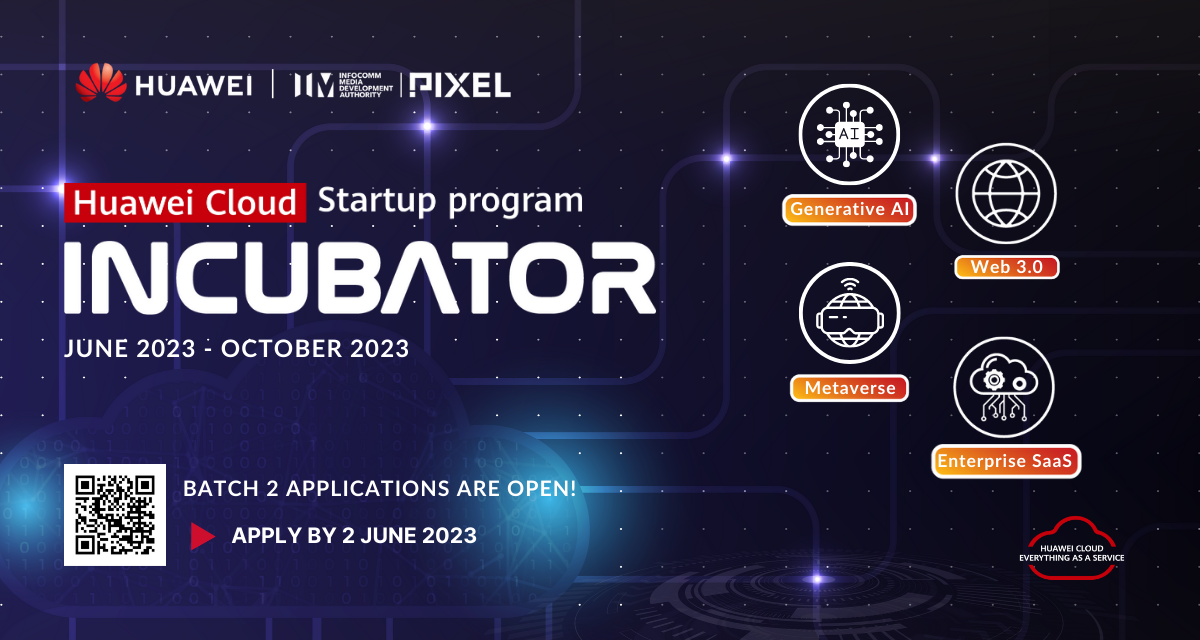 HUAWEI
INFOCOMM
MEDIA
DEVELOPMENT
AUTHORITY
PIXEL
Huawei Cloud Startup program
INCUBATOR
JUNE 2023 - OCTOBER 2023
BATCH 2 APPLICATIONS ARE OPEN!
APPLY BY 2 JUNE 2023
AI
Generative AI
Web 3.0
Metaverse
Enterprise SaaS
HUAWEI CLOUD
EVERYTHING AS A SERVICE